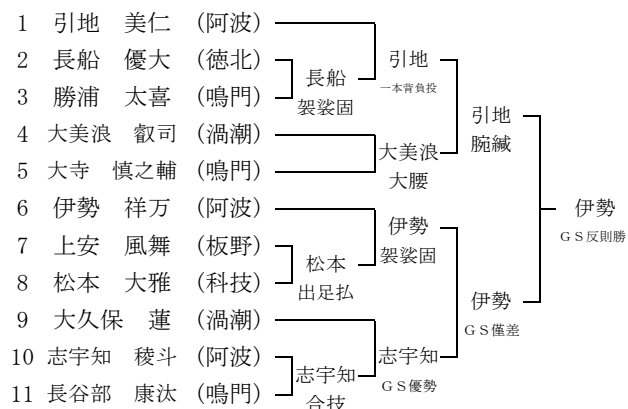 1 引地 美仁 (阿波)
2 長船 優大 (徳北)
3 勝浦 太喜 (鳴門)
4 大美浪 叡司 (渦潮)
5 大寺 慎之輔 (鳴門)
6 伊勢 祥万 (阿波)
7 上安 風舞 (板野)
8 松本 大雅 (科技)
9 大久保 蓮 (渦潮)
10 志宇知 稜斗 (阿波)
11 長谷部 康汰 (鳴門)
長船
袈裟固
松本
出足払
志宇知
合技
引地
一本背負投
大美浪
大腰
伊勢
袈裟固
志宇知
GS優勢
引地
腕緘
伊勢
GS僅差
伊勢
GS反則勝